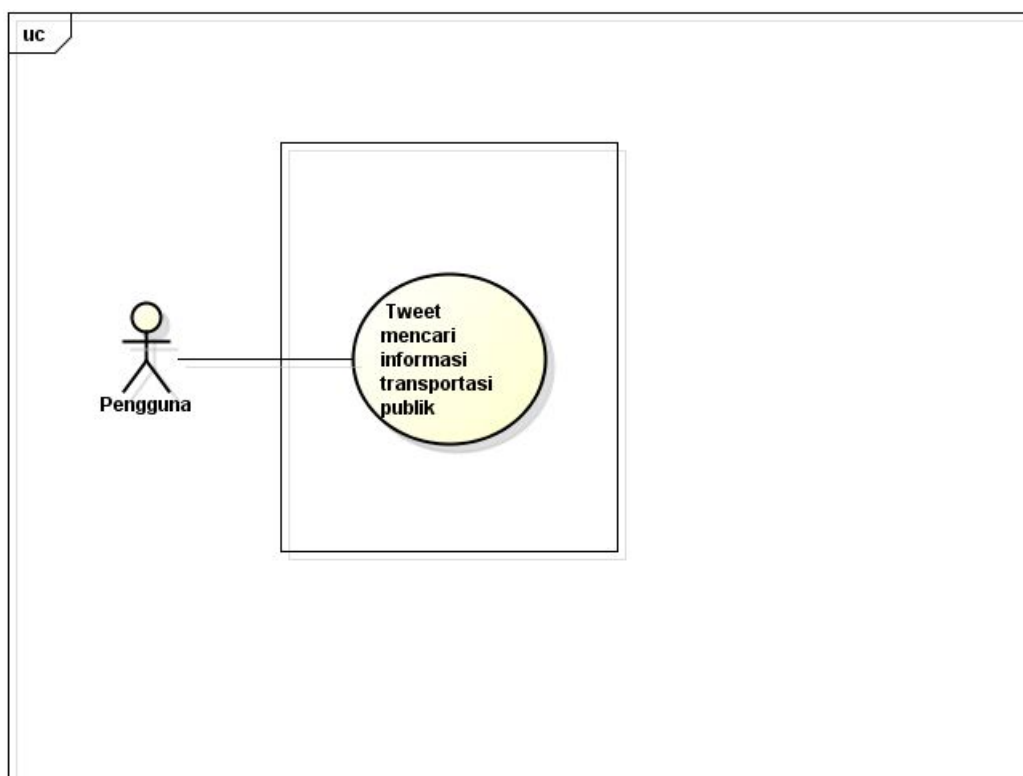 uc
Tweet
mencari
informasi
transportasi
publik
Pengguna